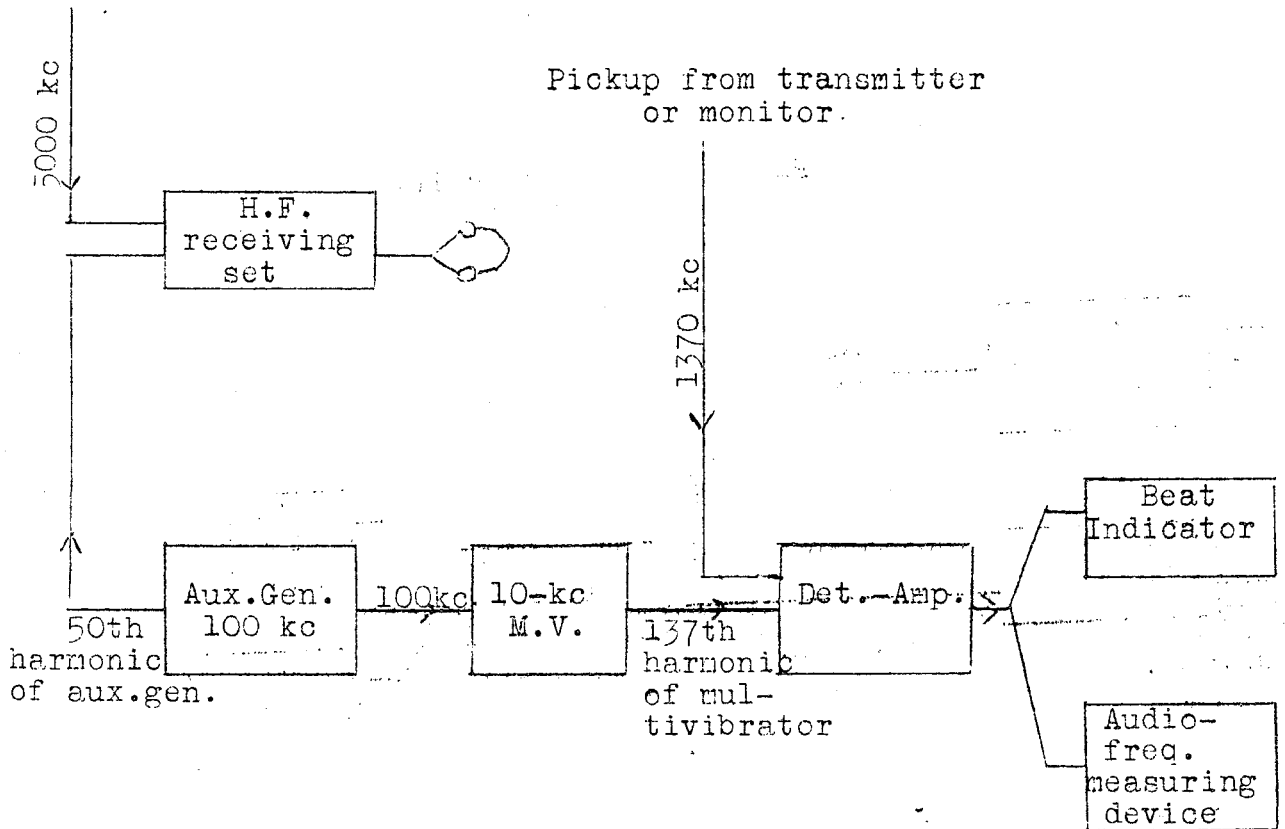 5000 kc
Pickup from transmitter
or monitor.
H.F.
receiving
set
1370 kc
Beat
Indicator
Aux.Gen.
100 kc
100kc
10-kc
M.V.
Det.-Amp.
50th
harmonic
of aux.gen.
137th
harmonic
of mul-
tivibrator
Audio-
freq.
measuring
device